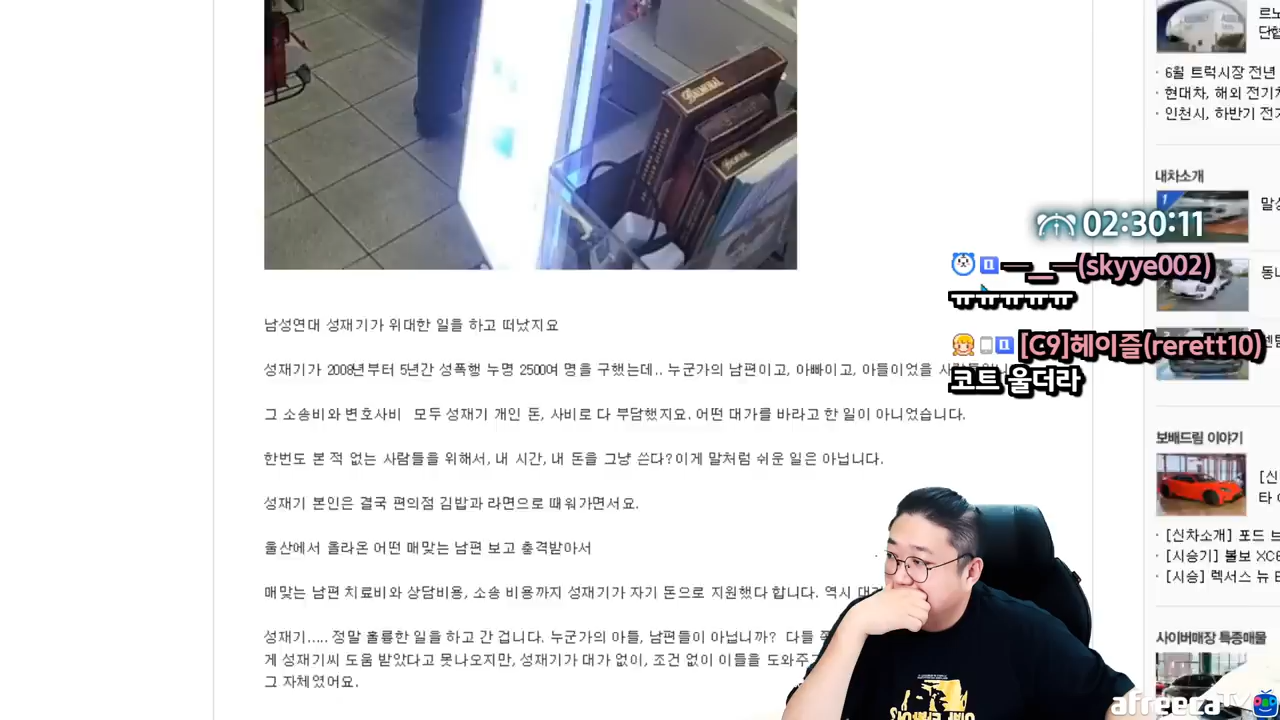 르노
단협
· 6월 트럭시장 전년
· 현대차, 해외 전기차
· 인천시, 하반기 전기
내차소개
1
02:30:11
ㅡ__ㅡ(skyye002)
ㅠㅠㅠㅠㅠㅠ
동니
[C9]헤이즐(rerett10)
코트 울더라
남성연대 성재기가 위대한 일을 하고 떠났지요
성재기가 2008년부터 5년간 성폭행 누명 2500여 명을 구했는데.. 누군가의 남편이고, 아빠이고, 아들이었을
그 소송비와 변호사비 모두 성재기 개인 돈, 사비로 다 부담했지요. 어떤 대가를 바라고 한 일이 아니었습니다.
보배드림 이야기
한번도 본 적 없는 사람들을 위해서, 내 시간, 내 돈을 그냥 쓴다?이게 말처럼 쉬운 일은 아닙니다.
[신
타
성재기 본인은 결국 편의점 김밥과 라면으로 때워가면서요.
· [신차소개] 포드 브
울산에서 올라온 어떤 매맞는 남편 보고 충격받아서
· [시승기] 볼보 XC6
· [시승] 렉서스 뉴
매맞는 남편 치료비와 상담비용, 소송 비용까지 성재기가 자기 돈으로 지원했다 합니다. 역시
성재기..... 정말 훌륭한 일을 하고 간 겁니다. 누군가의 아들, 남편들이 아닙니까? 다들
게 성재기씨 도움 받았다고 못나오지만, 성재기가 대가 없이, 조건 없이 이들을 도와주
그 자체였어요.
사이버매장 특종매물
afreecaTV